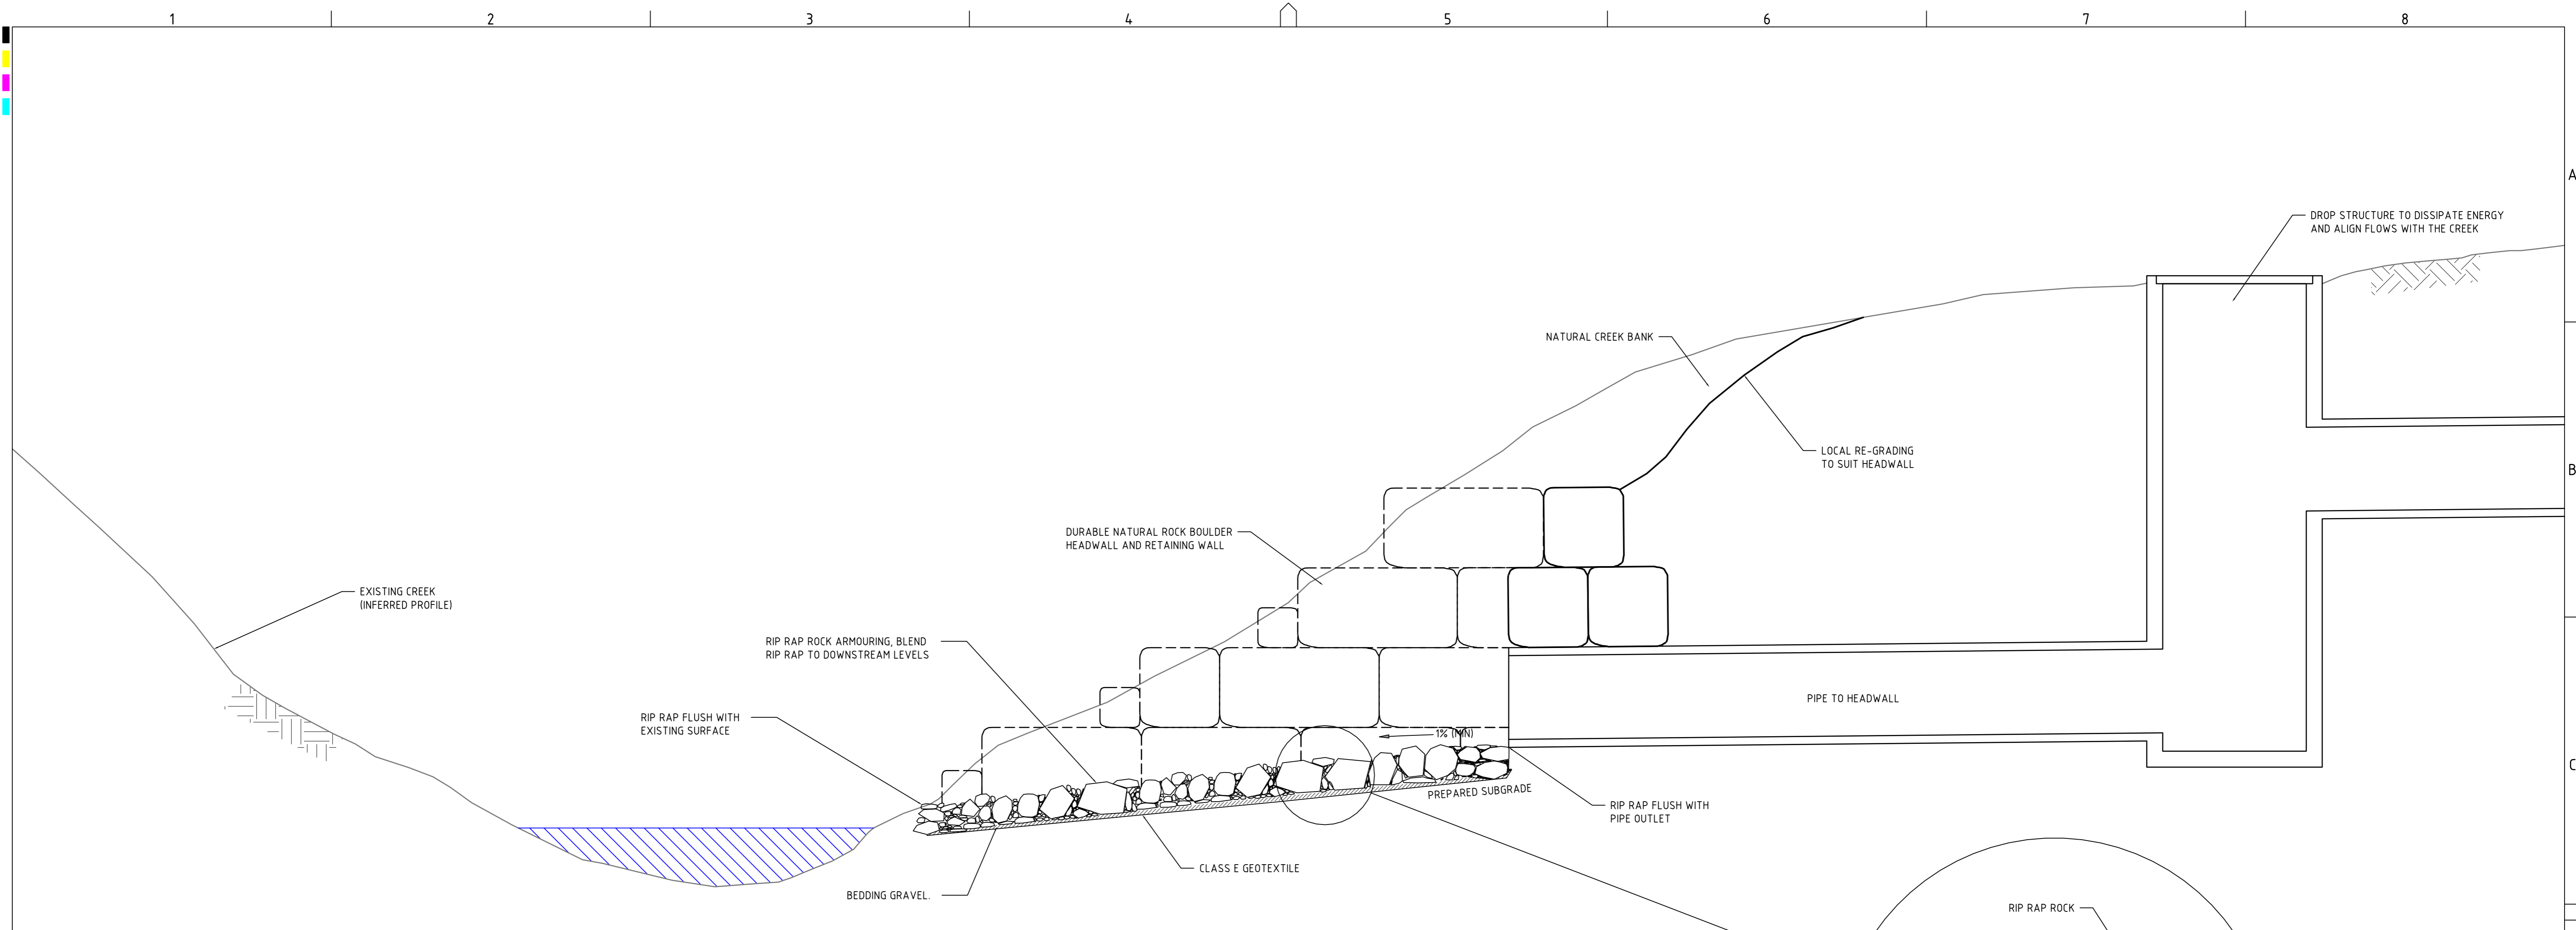 1 2 3 4 5 6 7 8
A
DROP STRUCTURE TO DISSIPATE ENERGY
AND ALIGN FLOWS WITH THE CREEK
NATURAL CREEK BANK
LOCAL RE-GRADING
TO SUIT HEADWALL
B
DURABLE NATURAL ROCK BOULDER
HEADWALL AND RETAINING WALL
EXISTING CREEK
(INFERRED PROFILE)
RIP RAP ROCK ARMOURING, BLEND
RIP RAP TO DOWNSTREAM LEVELS
PIPE TO HEADWALL
RIP RAP FLUSH WITH
EXISTING SURFACE
1% (MIN)
C
PREPARED SUBGRADE
RIP RAP FLUSH WITH
PIPE OUTLET
CLASS E GEOTEXTILE
BEDDING GRAVEL.
RIP RAP ROCK